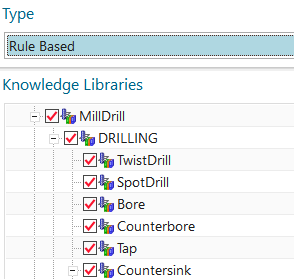 Type
Rule Based
Knowledge Libraries
MillDrill
DRILLING
TwistDrill
SpotDrill
Bore
Counterbore
Tap
Countersink